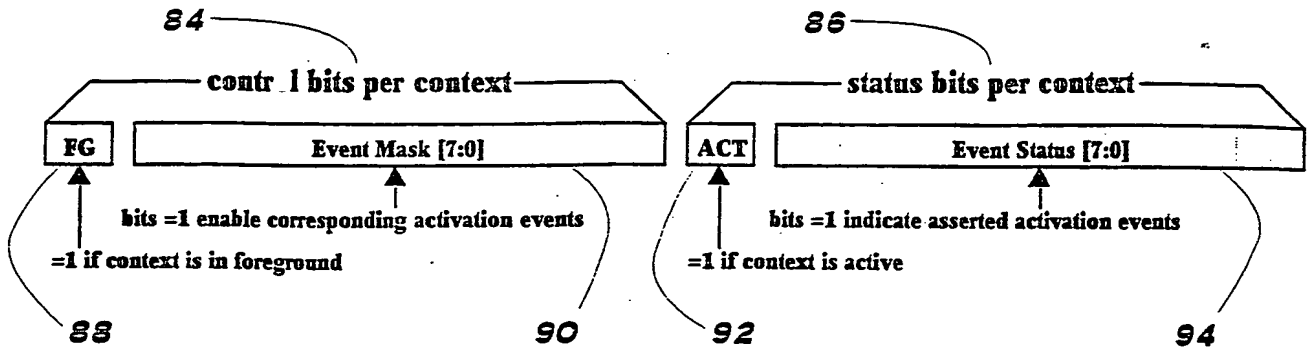 84
86
contr_l bits per context
status bits per context
FG
Event Mask [7:0]
ACT
Event Status [7:0]
bits =1 enable corresponding activation events
bits =1 indicate asserted activation events
=1 if context is in foreground
=1 if context is active
88
90
92
94